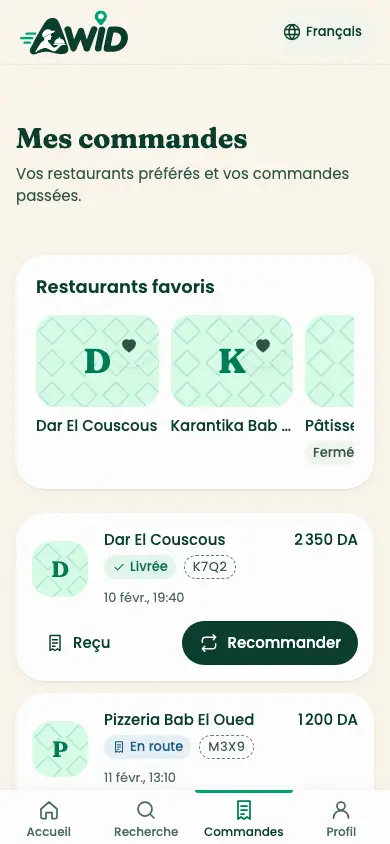 AWID
Français
Mes commandes
Vos restaurants préférés et vos commandes
passées.
Restaurants favoris
D
K
Dar El Couscous
Karantika Bab ...
Pâtisse
Fermé
Dar El Couscous
2 350 DA
D
Livrée
K7Q2
10 févr., 19:40
Reçu
Recommander
Pizzeria Bab El Oued
1 200 DA
P
En route
M3X9
11 févr., 13:10
Accueil
Recherche
Commandes
Profil